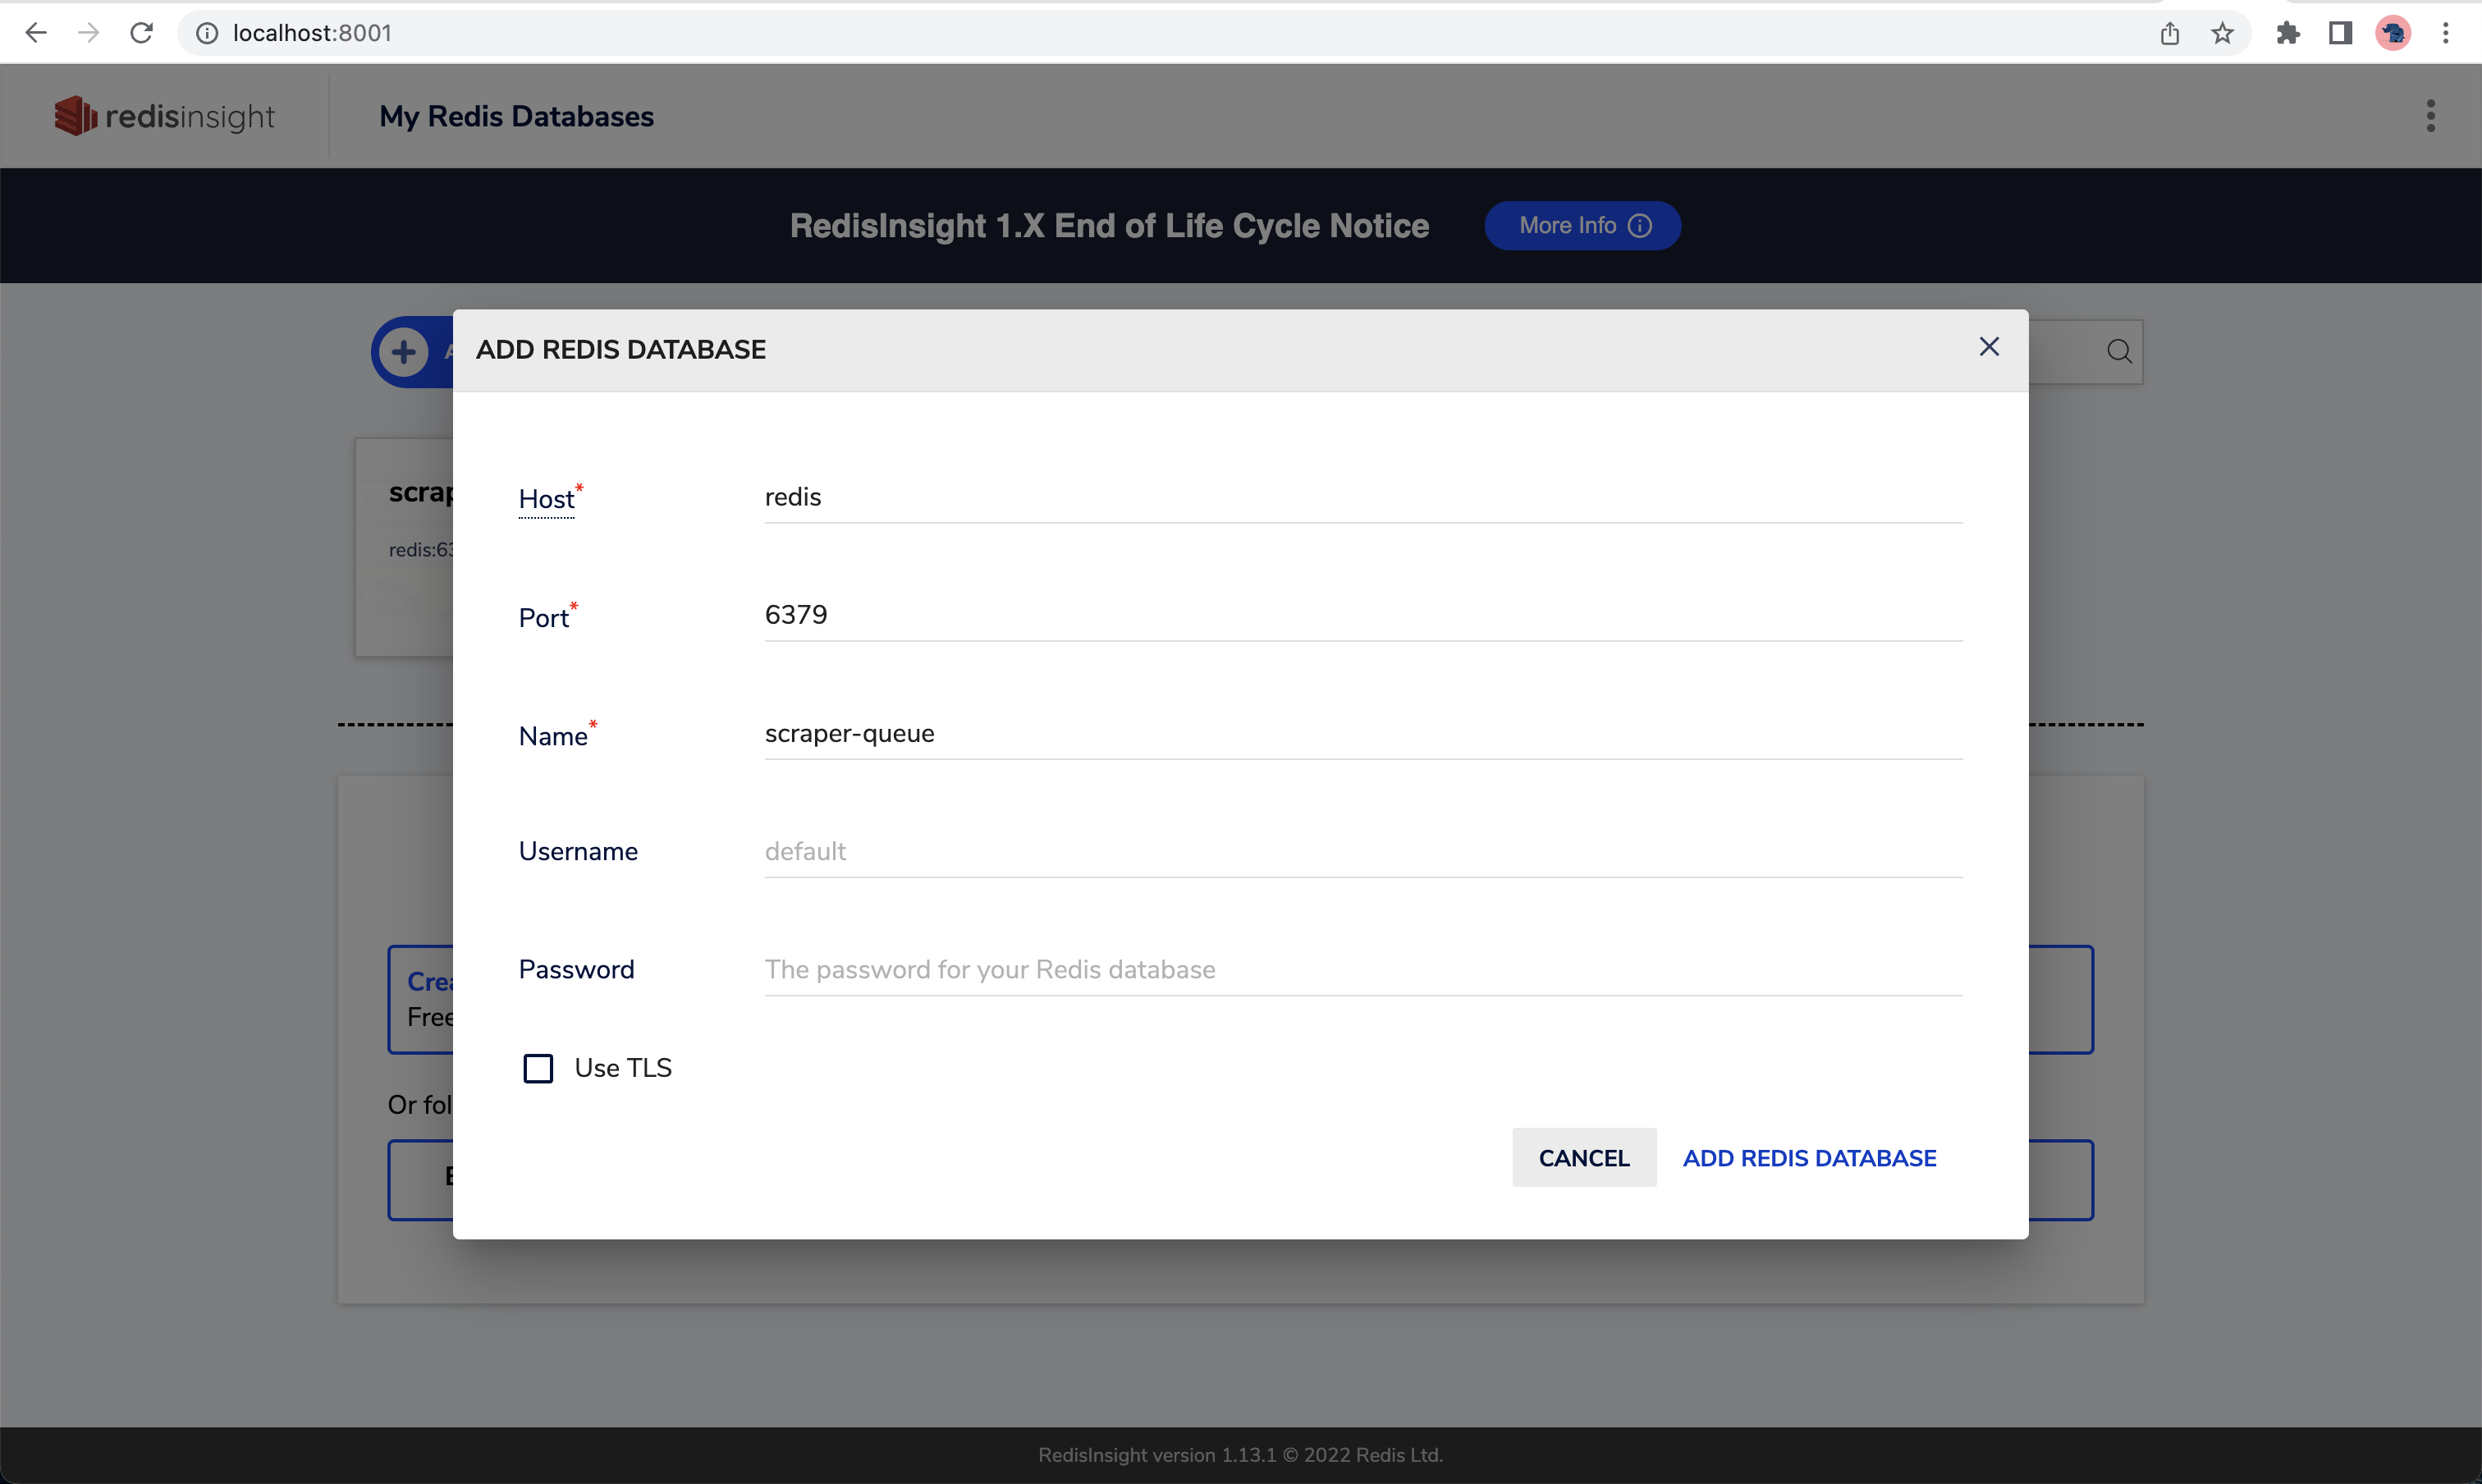 localhost:8001
redisinsight
My Redis Databases
RedisInsight 1.X End of Life Cycle Notice
More Info
ADD REDIS DATABASE
Host*
redis
Port*
6379
Name*
scraper-queue
Username
default
Password
The password for your Redis database
Use TLS
CANCEL
ADD REDIS DATABASE
scrap
redis:63
Crea
Free
Or fol
RedisInsight version 1.13.1 © 2022 Redis Ltd.